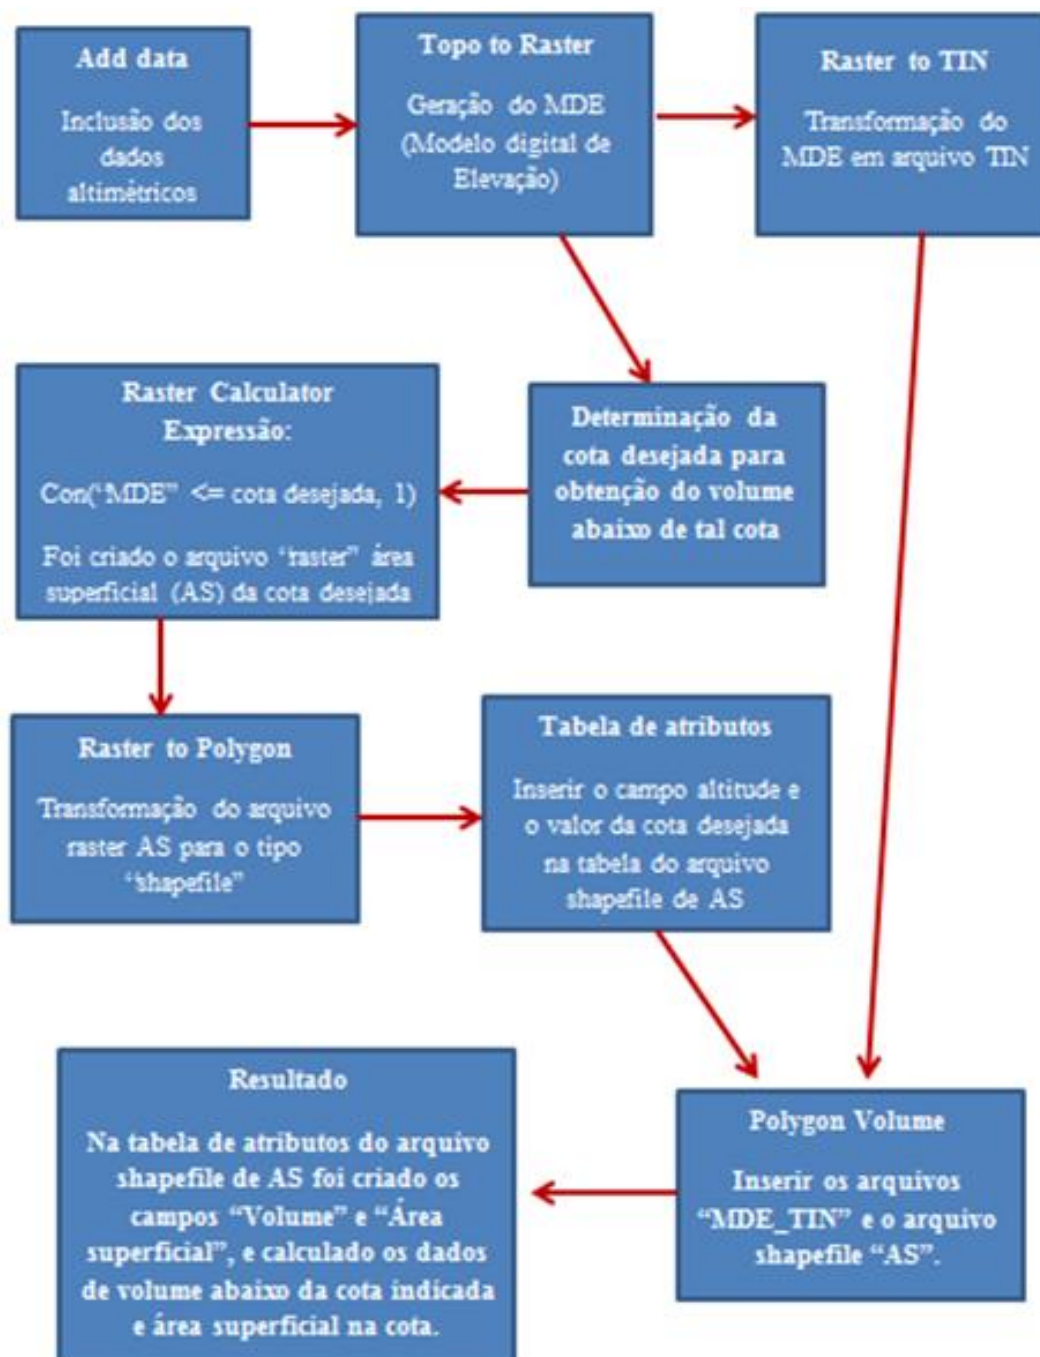 Add data
Inclusão dos
dados
altimètricos
Topo to Raster
Geração do MDE
(Modelo digital de
Elevação)
Raster to TIN
Transformação do
MDE em arquivo TIN
Raster Calculator
Expressão:
Con(“MDE” <= cota desejada, 1)
Foi criado o arquivo “raster” área
superficial (AS) da cota desejada
Determinação da
cota desejada para
obtenção do volume
abaixo de tal cota
Raster to Polygon
Transformação do arquivo
raster AS para o tipo
“shapefile”
Tabela de atributos
Inserir o campo altitude e
o valor da cota desejada
na tabela do arquivo
shapefile de AS
Polygon Volume
Inserir os arquivos
“MDE_TIN” e o arquivo
shapefile “AS”.
Resultado
Na tabela de atributos do arquivo
shapefile de AS foi criado os
campos “Volume” e “Área
superficial”, e calculado os dados
de volume abaixo da cota indicada
e área superficial na cota.